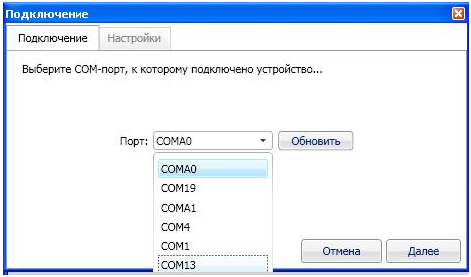 Подключение
Подключение Настройки
Выберите COM-порт, к которому подключено устройство...
Порт: COMA0 Обновить
COMA0
COM19
COMA1
COM4
COM1
Отмена Далее
COM13